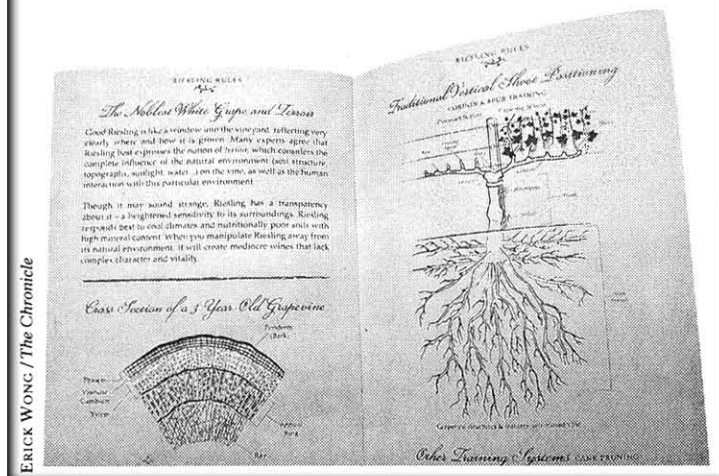 RIESLING RULES
The Noblest White Grape and Terroir
Good Riesling is like a window into the vineyard, reflecting very
clearly where and how it is grown. Many experts agree that
Riesling best expresses the notion of terroir, which considers the
complete influence of the natural environment (soil structure,
topography, sunlight, water...) on the vine, as well as the human
interaction with this particular environment.
Though it may sound strange, Riesling has a transparency
about it – a heightened sensitivity to its surroundings. Riesling
responds best to cool climates and nutritionally poor soils with
high mineral content. When you manipulate Riesling away from
its natural environment, it will create mediocre wines that lack
complex character and vitality.
Cross Section of a 3 Year-Old Grapevine
Periderm
(Bark)
Phloem
Vascular
Cambium
Xylem
Annual
Ring
Ray
RIESLING RULES
Traditional Vertical Shoot Positioning
CORDON & SPUR TRAINING
Trunk
Other Training Systems CANE PRUNING
ERICK WONG / The Chronicle